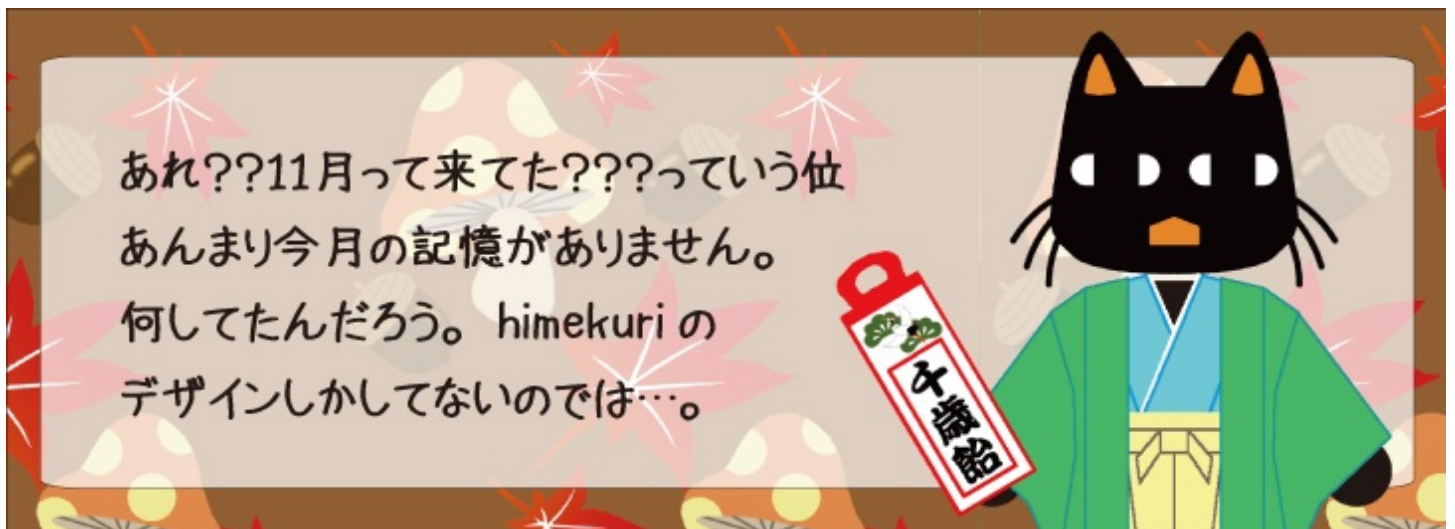 あれ??11月って来てた???っていう位
あんまり今月の記憶がありません。
何してたんだろう。 himekuri の
デザインしかしてないのでは…。
千歳飴